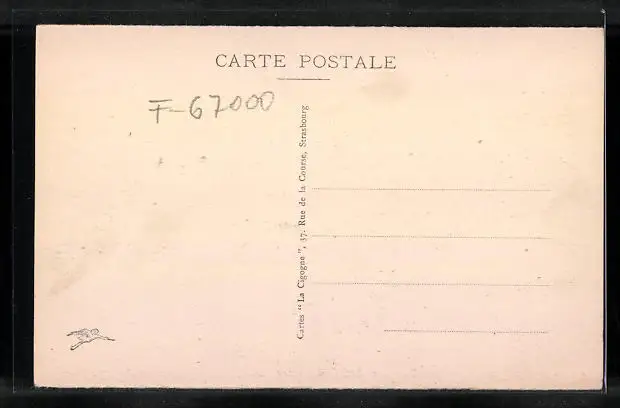 CARTE POSTALE
F-67000
Cartes " La Cigogne ", 37, Rue de la Course, Strasbourg